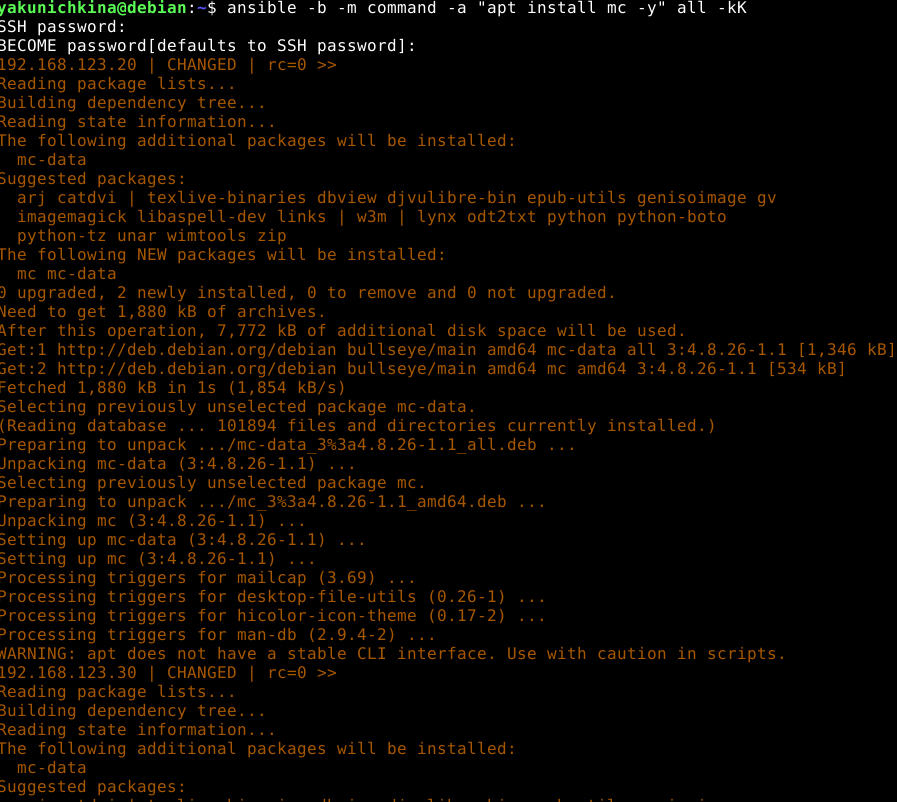 yakunichkina@debian:~$ ansible -b -m command -a "apt install mc -y" all -kK
SSH password:
BECOME password[defaults to SSH password]:
192.168.123.20 | CHANGED | rc=0 >>
Reading package lists...
Building dependency tree...
Reading state information...
The following additional packages will be installed:
  mc-data
Suggested packages:
  arj catdvi | texlive-binaries dbview djvulibre-bin epub-utils genisoimage gv
  imagemagick libaspell-dev links | w3m | lynx odt2txt python python-boto
  python-tz unar wimtools zip
The following NEW packages will be installed:
  mc mc-data
0 upgraded, 2 newly installed, 0 to remove and 0 not upgraded.
Need to get 1,880 kB of archives.
After this operation, 7,772 kB of additional disk space will be used.
Get:1 http://deb.debian.org/debian bullseye/main amd64 mc-data all 3:4.8.26-1.1 [1,346 kB]
Get:2 http://deb.debian.org/debian bullseye/main amd64 mc amd64 3:4.8.26-1.1 [534 kB]
Fetched 1,880 kB in 1s (1,854 kB/s)
Selecting previously unselected package mc-data.
(Reading database ... 101894 files and directories currently installed.)
Preparing to unpack .../mc-data_3%3a4.8.26-1.1_all.deb ...
Unpacking mc-data (3:4.8.26-1.1) ...
Selecting previously unselected package mc.
Preparing to unpack .../mc_3%3a4.8.26-1.1_amd64.deb ...
Unpacking mc (3:4.8.26-1.1) ...
Setting up mc-data (3:4.8.26-1.1) ...
Setting up mc (3:4.8.26-1.1) ...
Processing triggers for mailcap (3.69) ...
Processing triggers for desktop-file-utils (0.26-1) ...
Processing triggers for hicolor-icon-theme (0.17-2) ...
Processing triggers for man-db (2.9.4-2) ...
WARNING: apt does not have a stable CLI interface. Use with caution in scripts.
192.168.123.30 | CHANGED | rc=0 >>
Reading package lists...
Building dependency tree...
Reading state information...
The following additional packages will be installed:
  mc-data
Suggested packages: